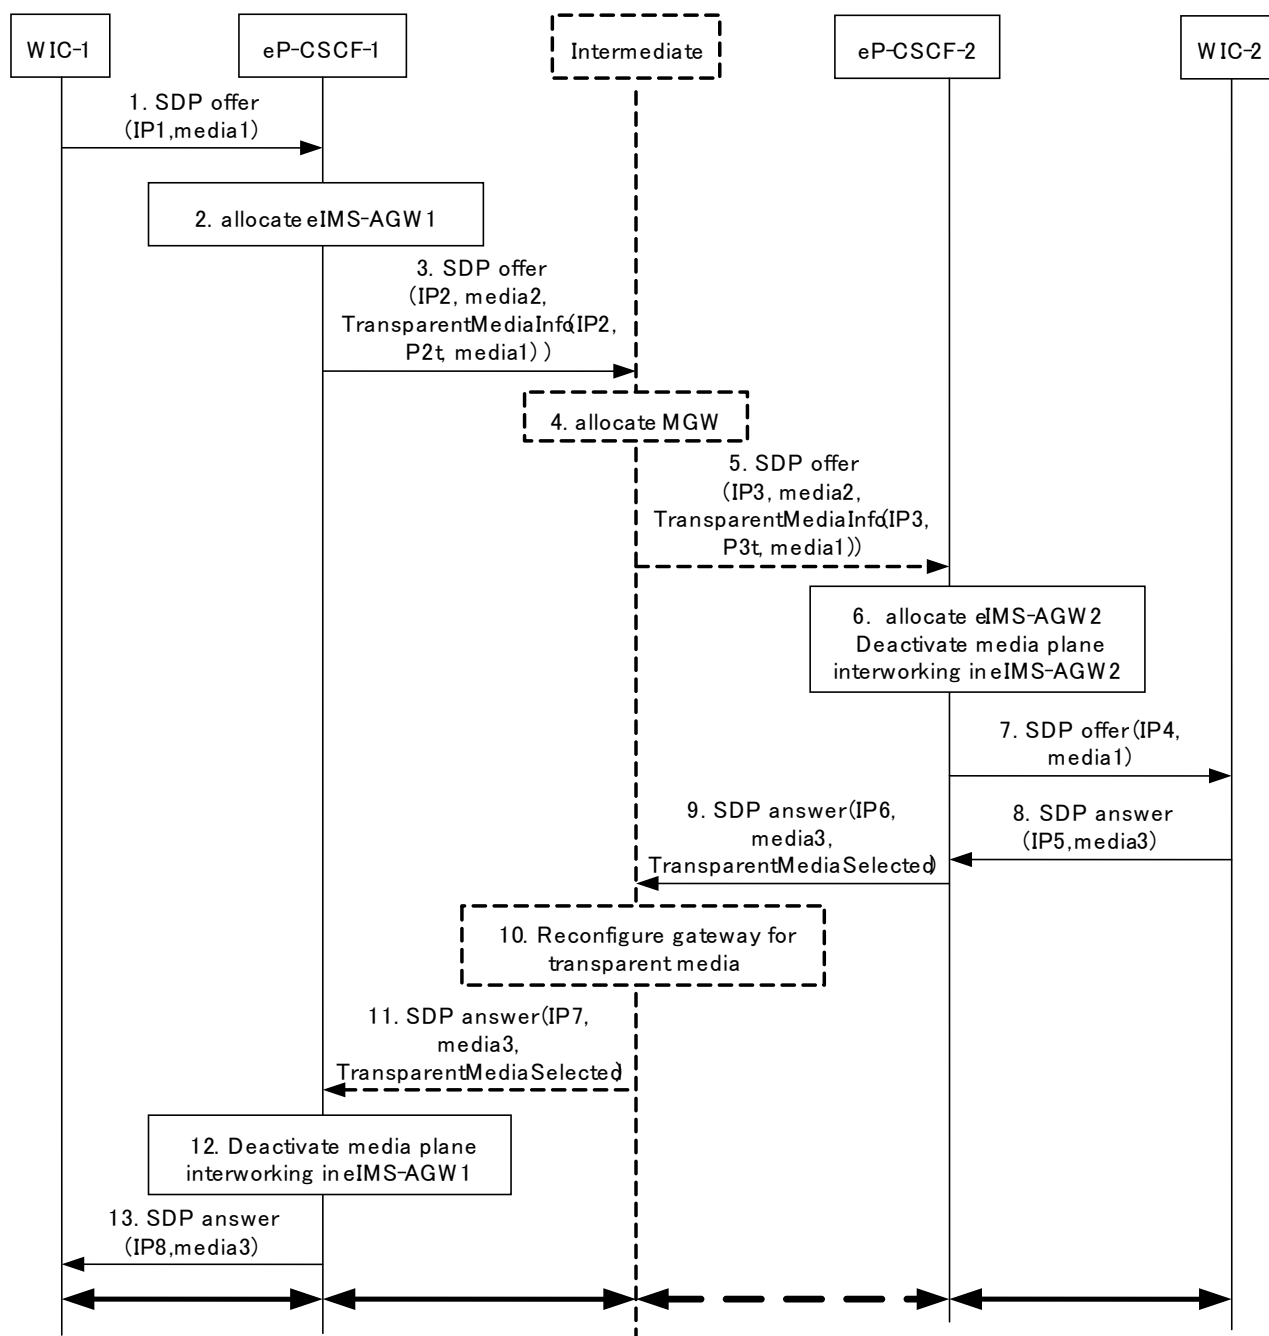 WIC-1
eP-CSCF-1
Intermediate
eP-CSCF-2
WIC-2
1. SDP offer
(IP1,media1)
2. allocate eIMS-AGW1
3. SDP offer
(IP2, media2,
TransparentMediaInfo(IP2,
P2t, media1))
4. allocate MGW
5. SDP offer
(IP3, media2,
TransparentMediaInfo(IP3,
P3t, media1))
6. allocate eIMS-AGW2
Deactivate media plane
interworking in eIMS-AGW2
7. SDP offer(IP4,
media1)
8. SDP answer
(IP5,media3)
9. SDP answer(IP6,
media3,
TransparentMediaSelected)
10. Reconfigure gateway for
transparent media
11. SDP answer(IP7,
media3,
TransparentMediaSelected)
12. Deactivate media plane
interworking in eIMS-AGW1
13. SDP answer
(IP8,media3)